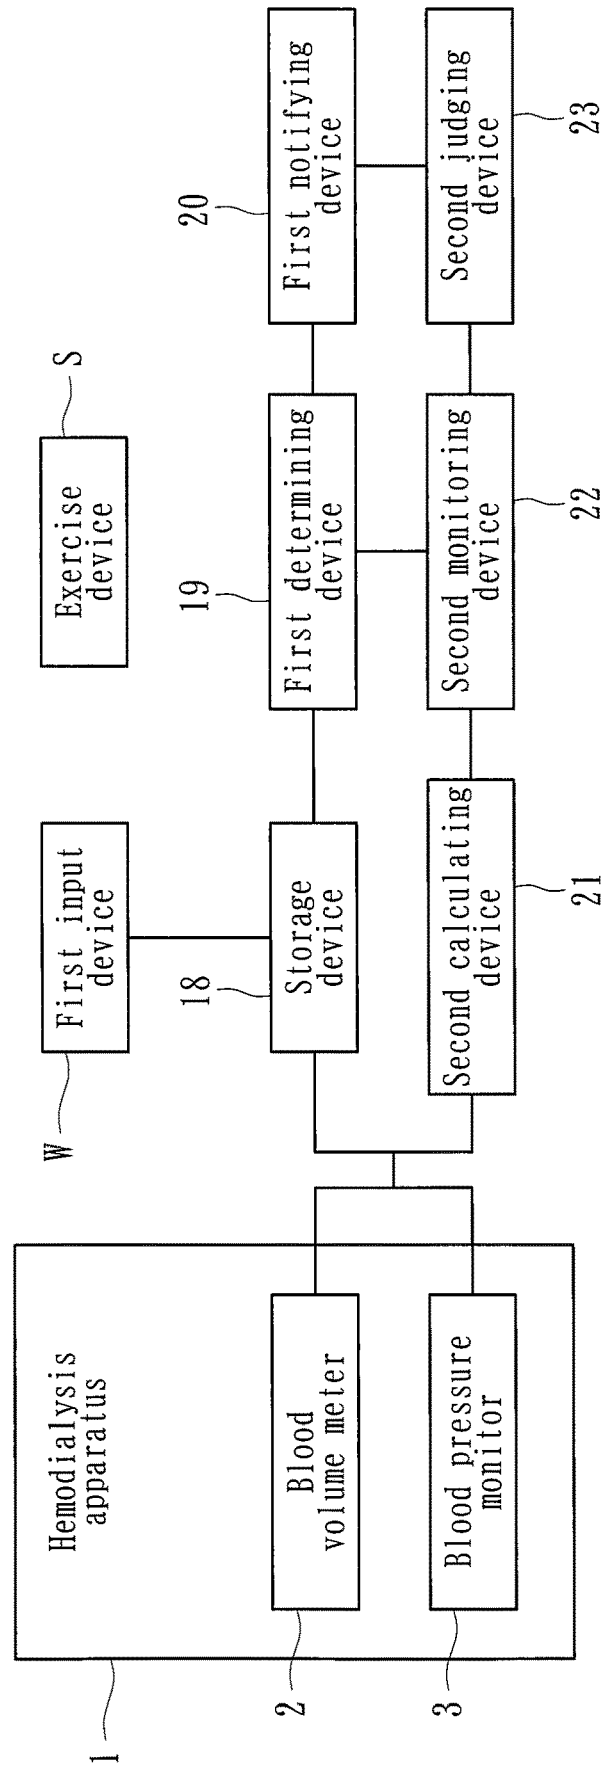 1
Hemodialysis
apparatus
2
Blood
volume meter
3
Blood pressure
monitor
W
First input
device
18
Storage
device
Second calculating
device
21
S
Exercise
device
19
First determining
device
Second monitoring
device
22
20
First notifying
device
Second judging
device
23